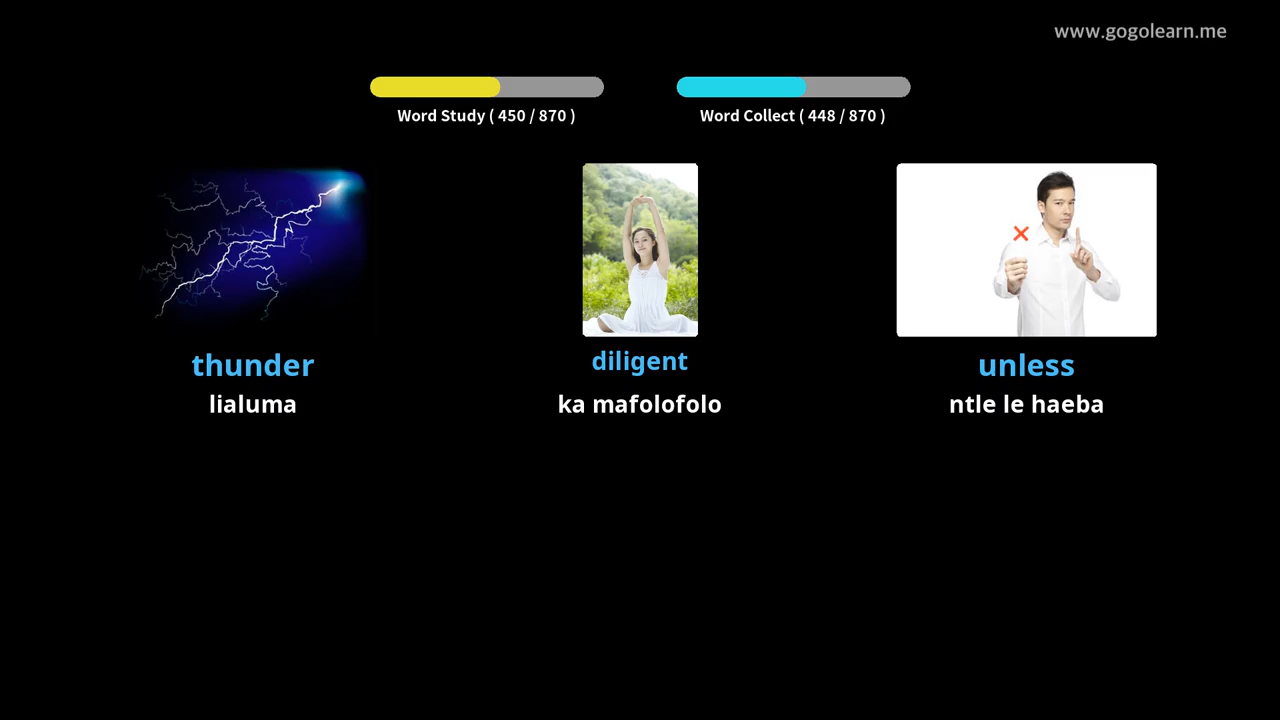 www.gogolearn.me
Word Study ( 450 / 870 )
Word Collect ( 448 / 870 )
thunder
lialuma
diligent
ka mafolofolo
unless
ntle le haeba